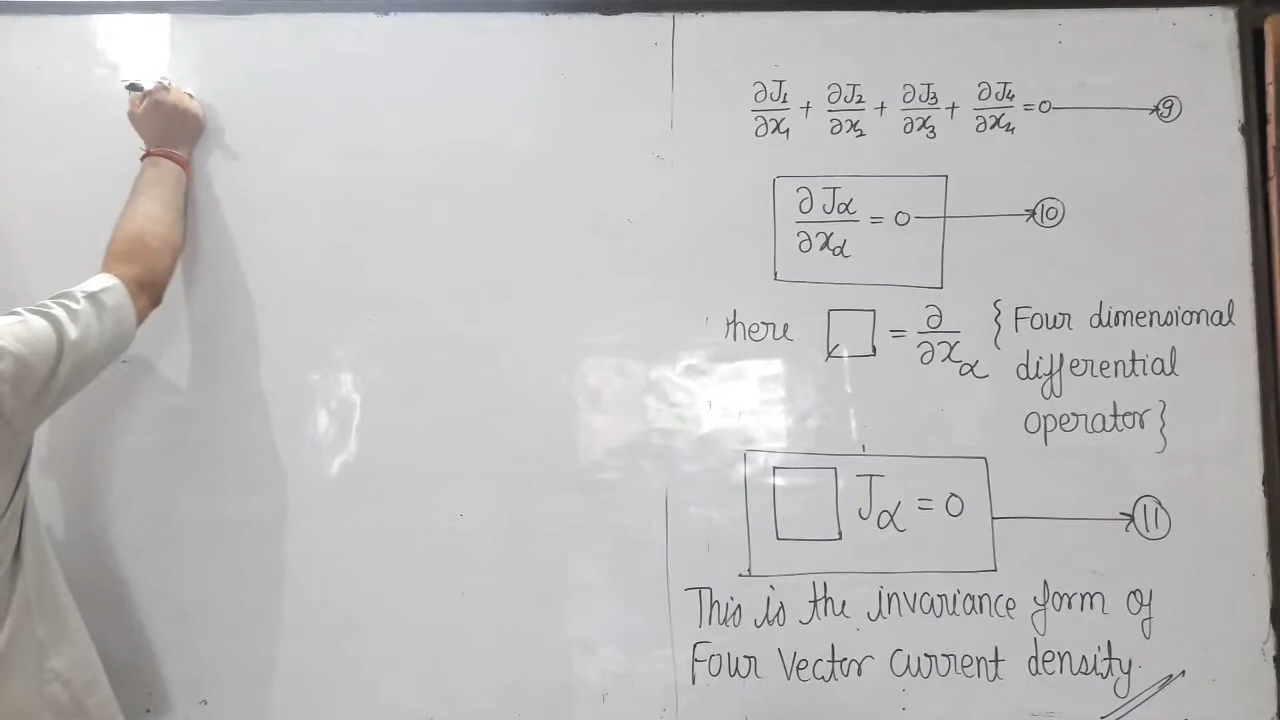 ∂J₁/∂x₁ + ∂J₂/∂x₂ + ∂J₃/∂x₃ + ∂J₄/∂x₄ = 0 → ⑨
∂Jα/∂xα = 0 → ⑩
there □ = ∂/∂xα { Four dimensional
differential
operator }
□ Jα = 0 → ⑪
This is the invariance form of
Four Vector current density.